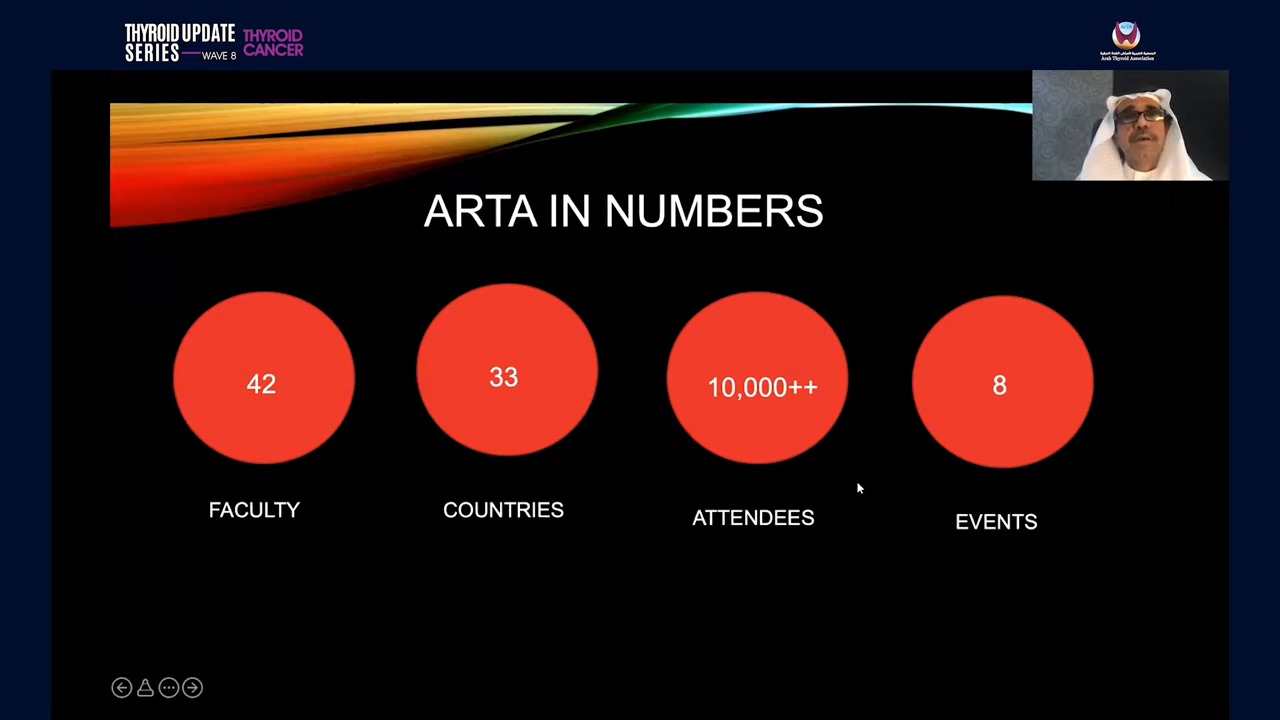 THYROID UPDATE
SERIES — WAVE 8
THYROID
CANCER
Arab Thyroid Association
ARTA IN NUMBERS
42
33
10,000++
8
FACULTY
COUNTRIES
ATTENDEES
EVENTS